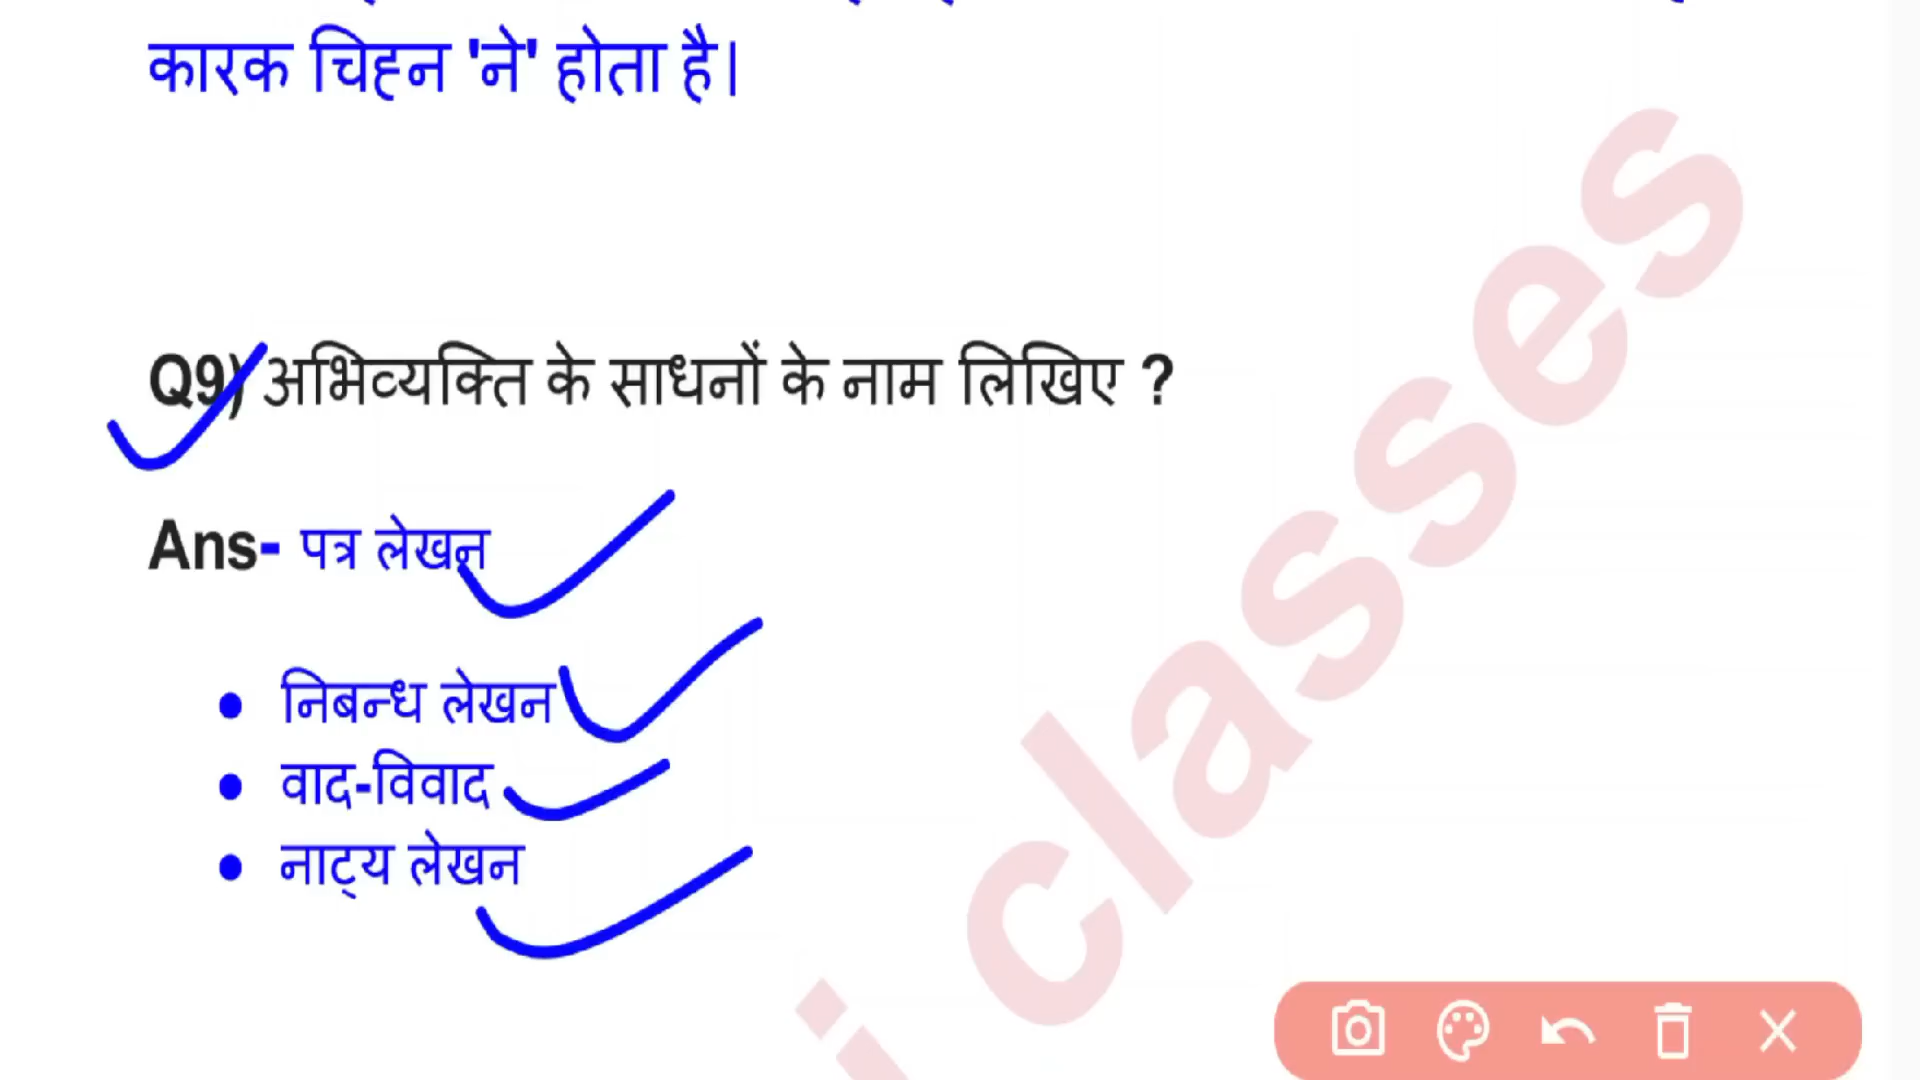 कारक चिह्न 'ने' होता है।
Q9) अभिव्यक्ति के साधनों के नाम लिखिए ?
Ans- पत्र लेखन
• निबन्ध लेखन
• वाद-विवाद
• नाट्य लेखन
i classes